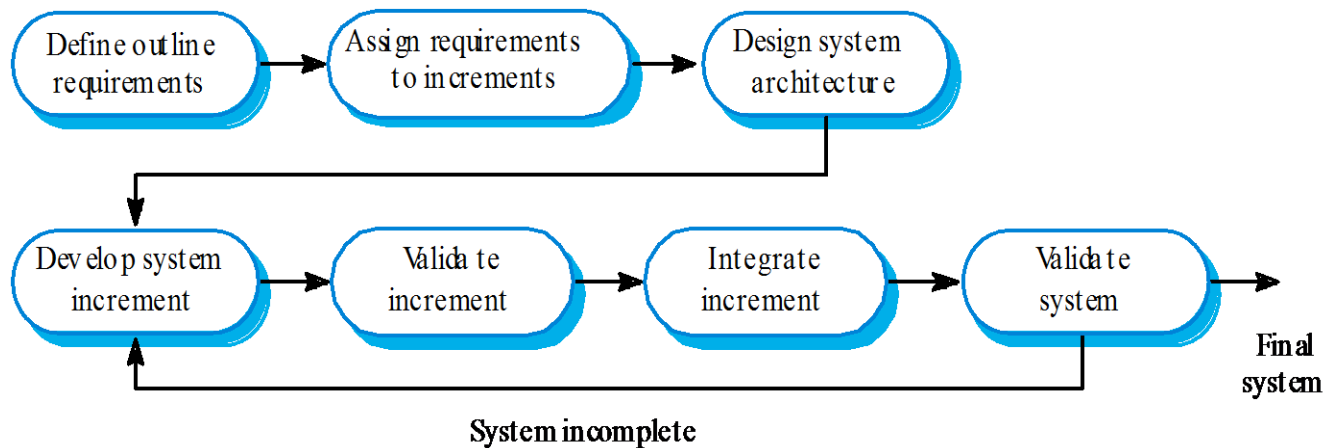 Define outline
requirements
Assign requirements
to increments
Design system
architecture
Develop system
increment
Validate
increment
Integrate
increment
Validate
system
Final
system
System incomplete